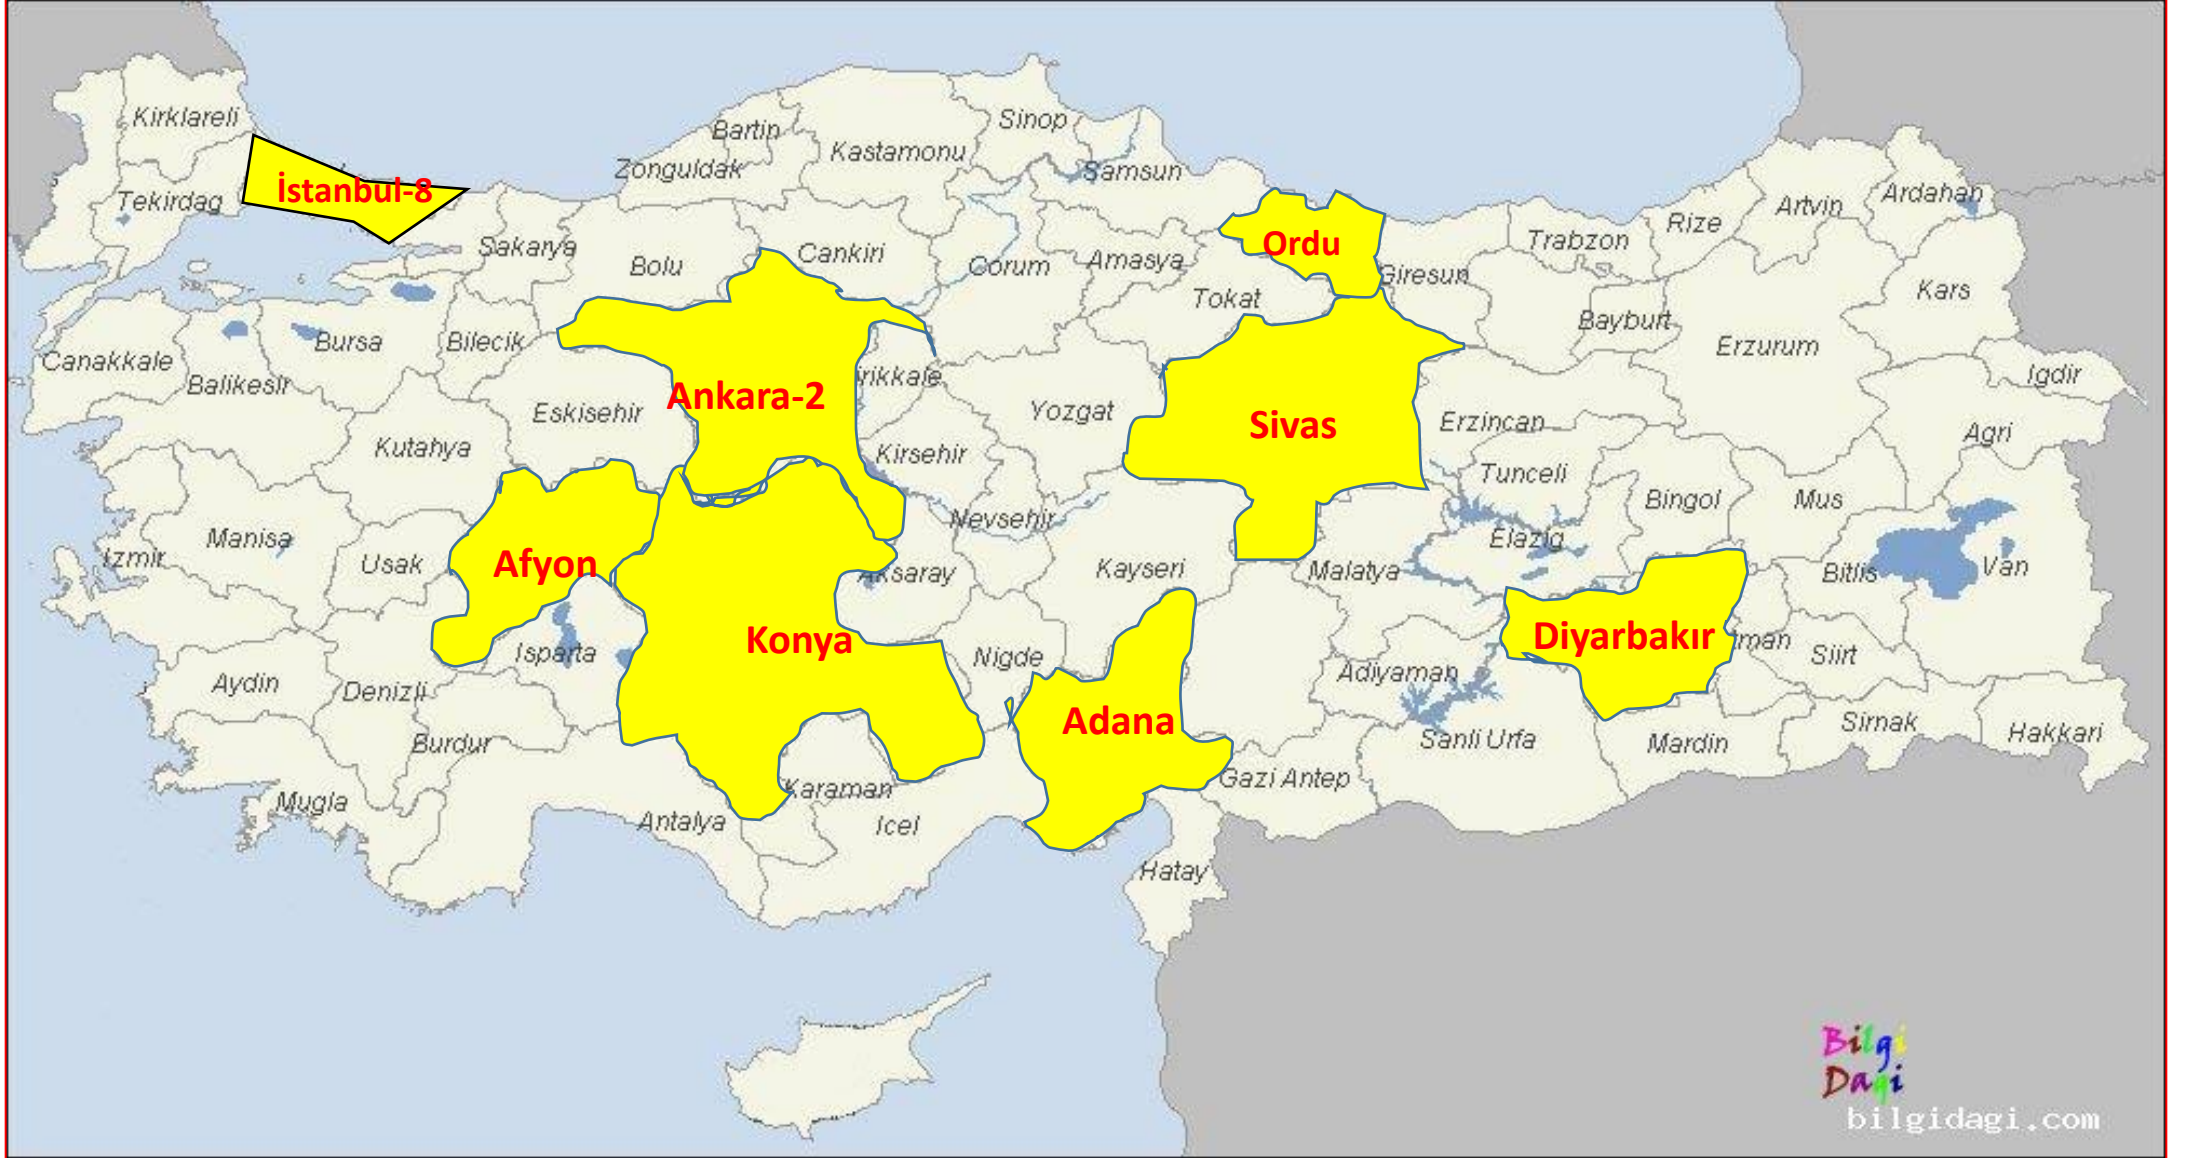 Kirklareli
Tekirdag
İstanbul-8
Bartin
Zonguldak
Kastamonu
Sinop
Samsun
Sakarya
Bolu
Cankiri
Corum
Amasya
Tokat
Ordu
Giresun
Trabzon
Rize
Artvin
Ardahan
Kars
Bayburt
Erzurum
Igdir
Agri
Canakkale
Balikesir
Bursa
Bilecik
Eskisehir
Kutahya
Ankara-2
irikkale
Kirsehir
Yozgat
Sivas
Erzincan
Tunceli
Bingol
Mus
Elazig
Manisa
Izmir
Usak
Afyon
Nevsehir
Aksaray
Kayseri
Malatya
Bitlis
Van
Isparta
Konya
Nigde
Adana
Adiyaman
Diyarbakır
tman
Siirt
Aydin
Denizli
Burdur
Mugla
Antalya
Karaman
Icel
Gazi Antep
Sanli Urfa
Mardin
Sirnak
Hakkari
Hatay
Bilgi
Dagi
bilgidagi.com